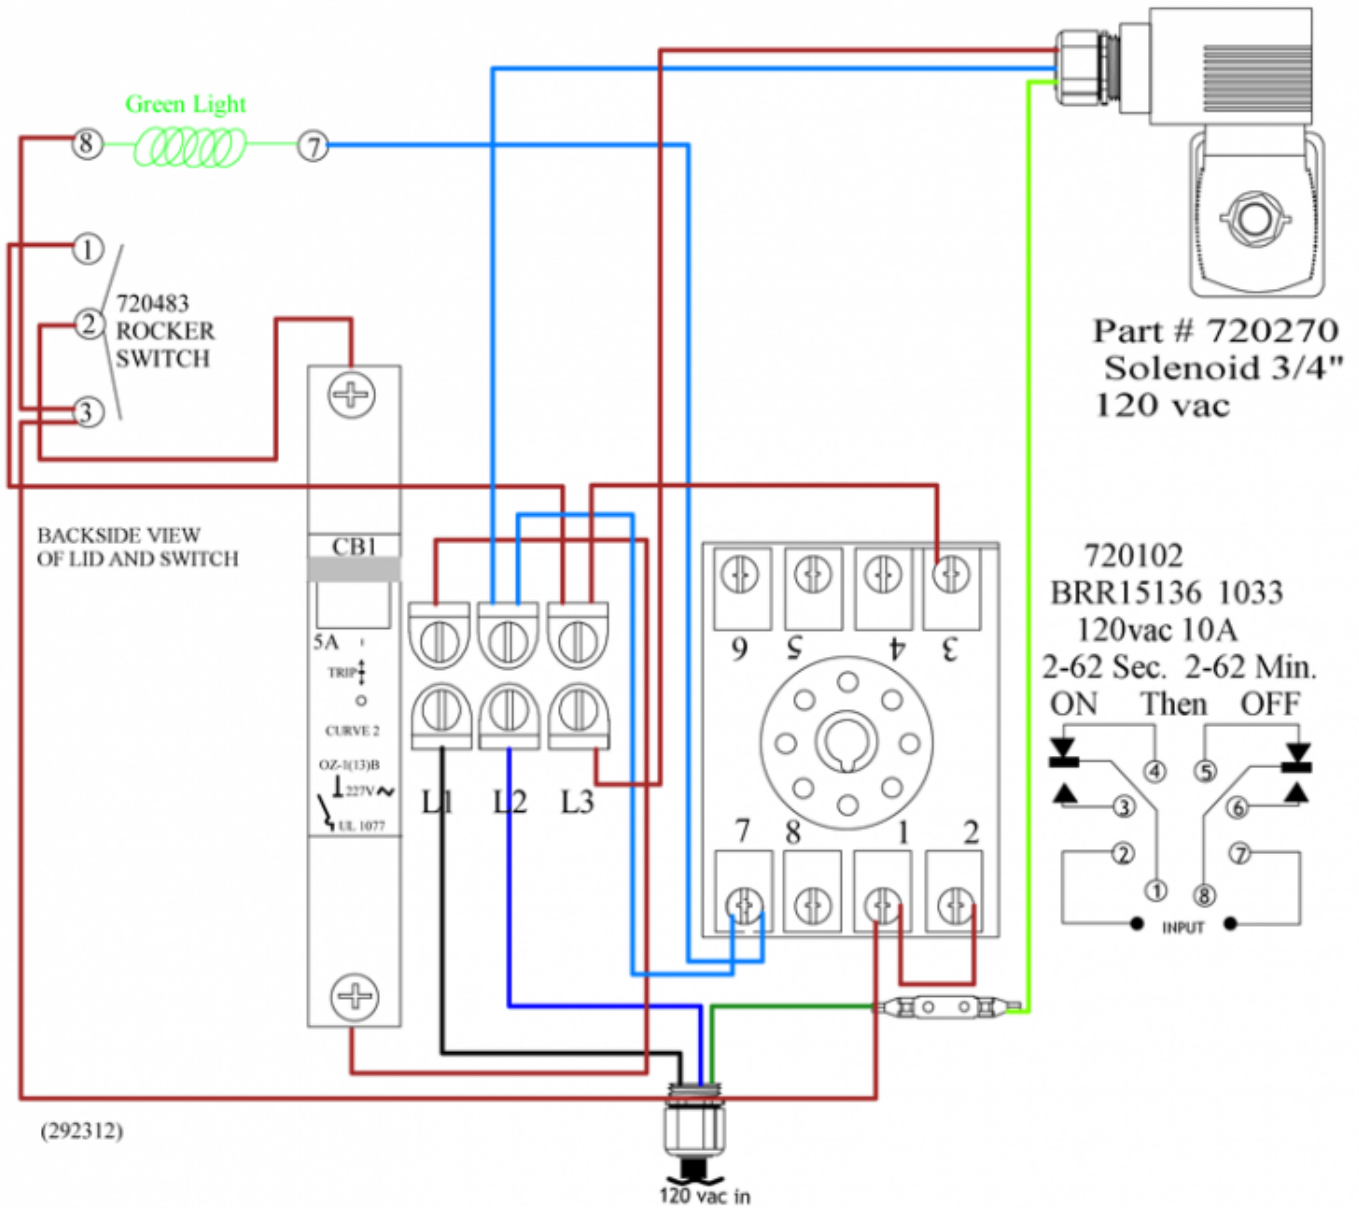 Green Light
8
7
1
2
3
720483
ROCKER
SWITCH
BACKSIDE VIEW
OF LID AND SWITCH
CB1
5A
TRIP
CURVE 2
OZ-1(13)B
227V
UL 1077
L1
L2
L3
6
5
4
3
7
8
1
2
Part # 720270
Solenoid 3/4"
120 vac
720102
BRR15136 1033
120vac 10A
2-62 Sec. 2-62 Min.
ON Then OFF
4
5
3
6
2
7
1
8
INPUT
(292312)
120 vac in